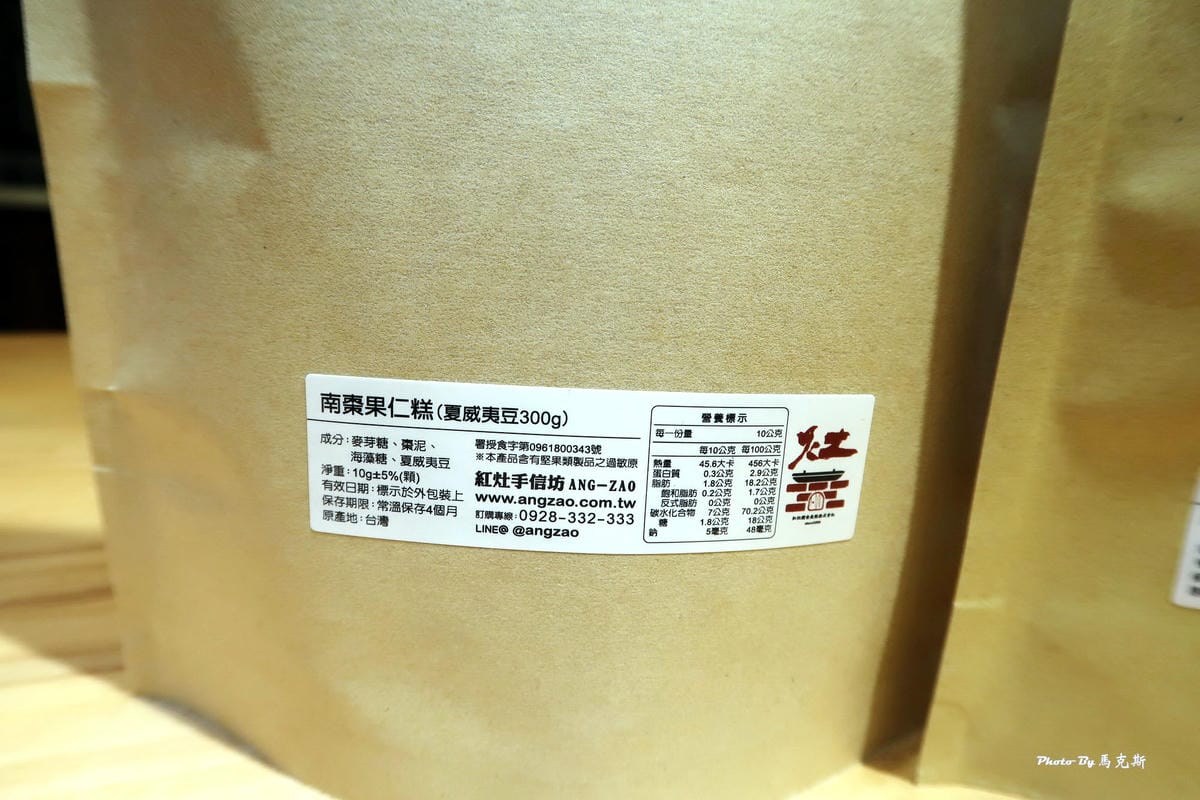 南棗果仁糕(夏威夷豆300g)
成分:麥芽糖、棗泥、
海藻糖、夏威夷豆
淨重:10g±5%(顆)
有效日期:標示於外包裝上
保存期限:常溫保存4個月
原產地:台灣
署授食字第0961800343號
※本產品含有堅果類製品之過敏原
紅灶手信坊 ANG-ZAO
www.angzao.com.tw
訂購專線:0928-332-333
LINE@ @angzao
營養標示
每一份量 10公克
每10公克 每100公克
熱量 45.6大卡 456大卡
蛋白質 0.3公克 2.9公克
脂肪 1.8公克 18.2公克
飽和脂肪 0.2公克 1.7公克
反式脂肪 0公克 0公克
碳水化合物 7公克 70.2公克
糖 1.8公克 18公克
鈉 5毫克 48毫克
灶
Photo By 馬克斯